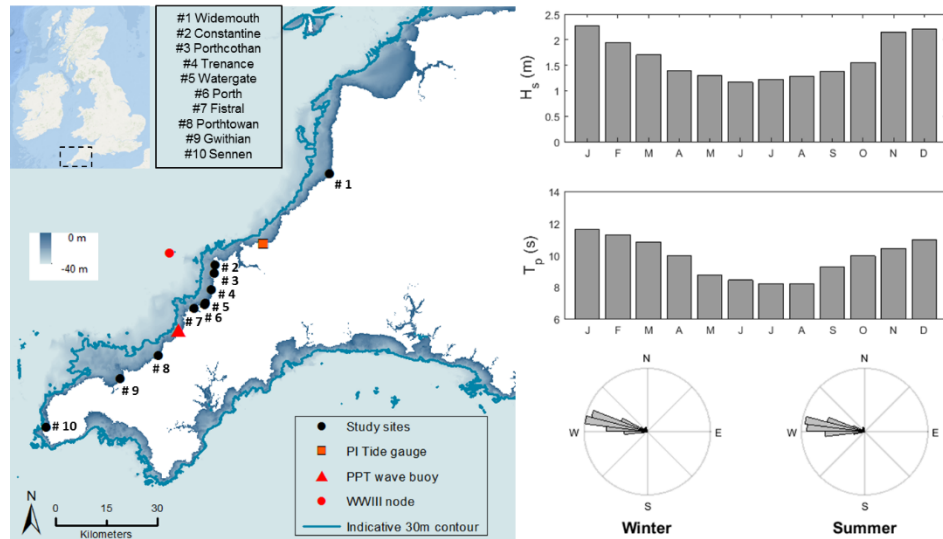 #1 Widemouth
#2 Constantine
#3 Porthcothan
#4 Trenance
#5 Watergate
#6 Porth
#7 Fistral
#8 Porthtowan
#9 Gwithian
#10 Sennen
# 1
# 2
# 3
# 4
# 5
# 6
# 7
# 8
# 9
# 10
0 m
-40 m
N
0 15 30
Kilometers
Study sites
PI Tide gauge
PPT wave buoy
WWIII node
Indicative 30m contour
2.5
2
1.5
1
0.5
0
Hs (m)
J F M A M J J A S O N D
14
12
10
8
6
Tp (s)
J F M A M J J A S O N D
N
W E
S
Winter
N
W E
S
Summer